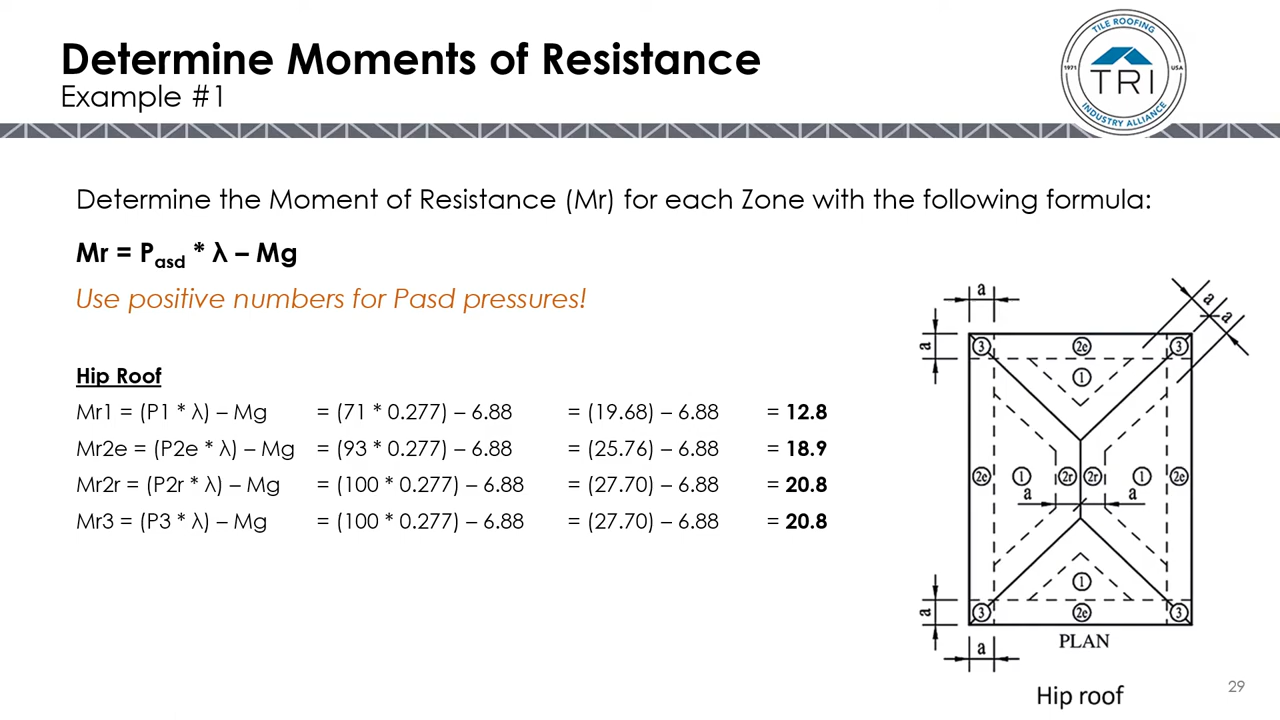 Determine Moments of Resistance
Example #1
TILE ROOFING
1971 USA
TRI
INDUSTRY ALLIANCE
Determine the Moment of Resistance (Mr) for each Zone with the following formula:
Mr = Pasd * λ – Mg
Use positive numbers for Pasd pressures!
Hip Roof
Mr1 = (P1 * λ) – Mg = (71 * 0.277) – 6.88 = (19.68) – 6.88 = 12.8
Mr2e = (P2e * λ) – Mg = (93 * 0.277) – 6.88 = (25.76) – 6.88 = 18.9
Mr2r = (P2r * λ) – Mg = (100 * 0.277) – 6.88 = (27.70) – 6.88 = 20.8
Mr3 = (P3 * λ) – Mg = (100 * 0.277) – 6.88 = (27.70) – 6.88 = 20.8
a a a
a 3 2e 3
1
2e 1 2r 2r 1 2e
a a
1
a 3 2e 3
a PLAN
Hip roof
29